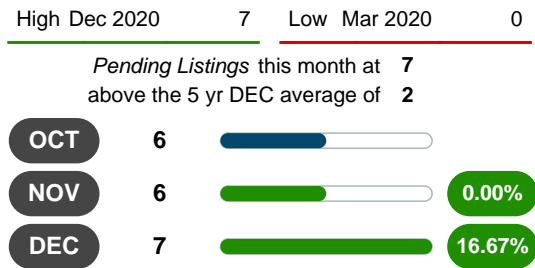 High Dec 2020 7 Low Mar 2020 0
Pending Listings this month at 7
above the 5 yr DEC average of 2
OCT 6
NOV 6 0.00%
DEC 7 16.67%